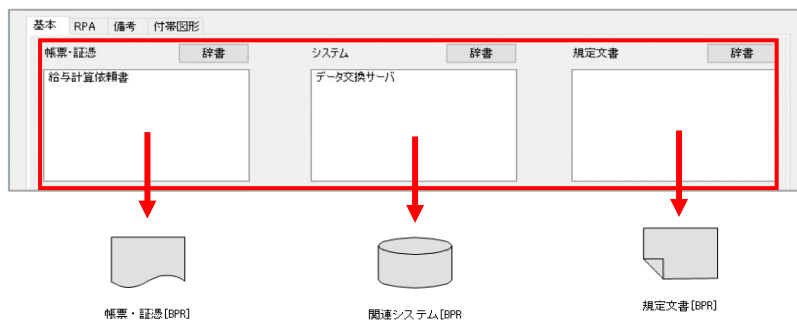 基本 RPA 備考 付帯図形
帳票・証憑 辞書 システム 辞書 規定文書 辞書
給与計算依頼書 データ交換サーバ
帳票・証憑[BPR] 関連システム[BPR 規定文書[BPR]